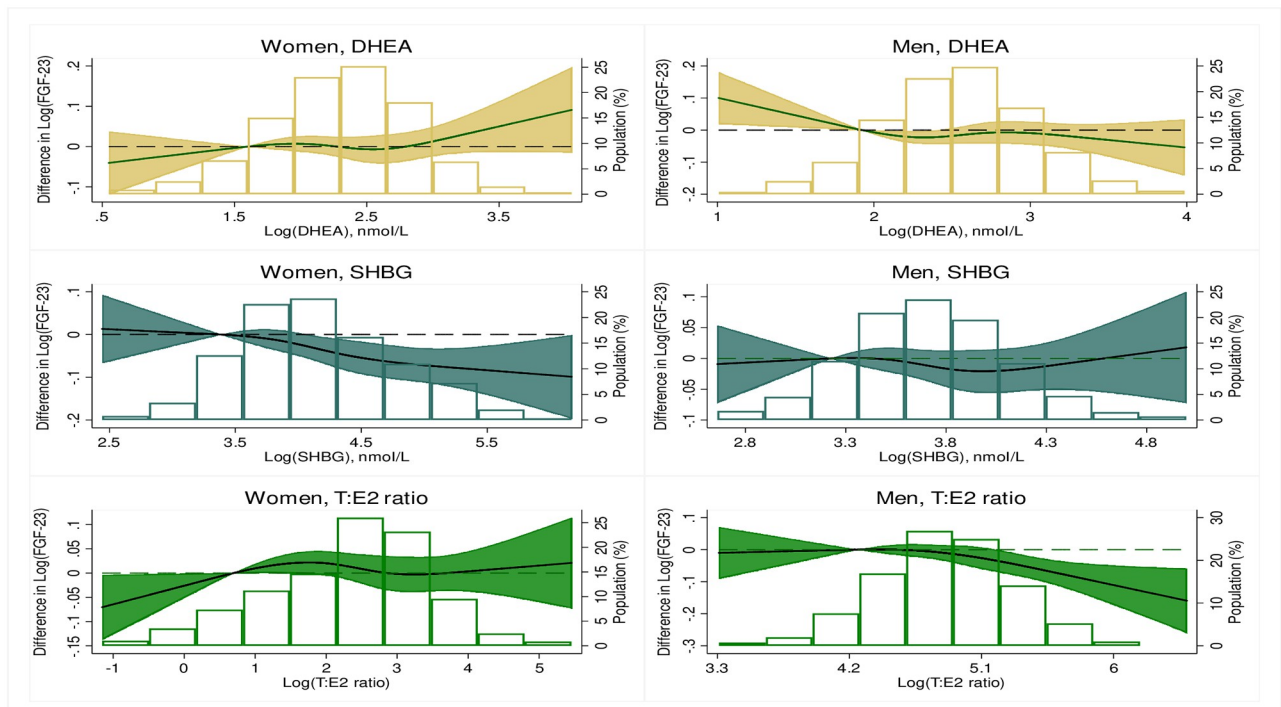 Women, DHEA
Difference in Log(FGF-23)
.2
.1
0
-.1
25
20
15
10
5
0
Population (%)
.5 1.5 2.5 3.5
Log(DHEA), nmol/L
Men, DHEA
Difference in Log(FGF-23)
.2
.1
0
-.1
-.2
25
20
15
10
5
0
Population (%)
1 2 3 4
Log(DHEA), nmol/L
Women, SHBG
Difference in Log(FGF-23)
.1
0
-.1
-.2
25
20
15
10
5
0
Population (%)
2.5 3.5 4.5 5.5
Log(SHBG), nmol/L
Men, SHBG
Difference in Log(FGF-23)
.1
.05
0
-.05
-.1
25
20
15
10
5
0
Population (%)
2.8 3.3 3.8 4.3 4.8
Log(SHBG), nmol/L
Women, T:E2 ratio
Difference in Log(FGF-23)
.1
.05
0
-.05
-.1
-.15
25
20
15
10
5
0
Population (%)
-1 0 1 2 3 4 5
Log(T:E2 ratio)
Men, T:E2 ratio
Difference in Log(FGF-23)
.1
0
-.1
-.2
-.3
30
20
10
0
Population (%)
3.3 4.2 5.1 6
Log(T:E2 ratio)